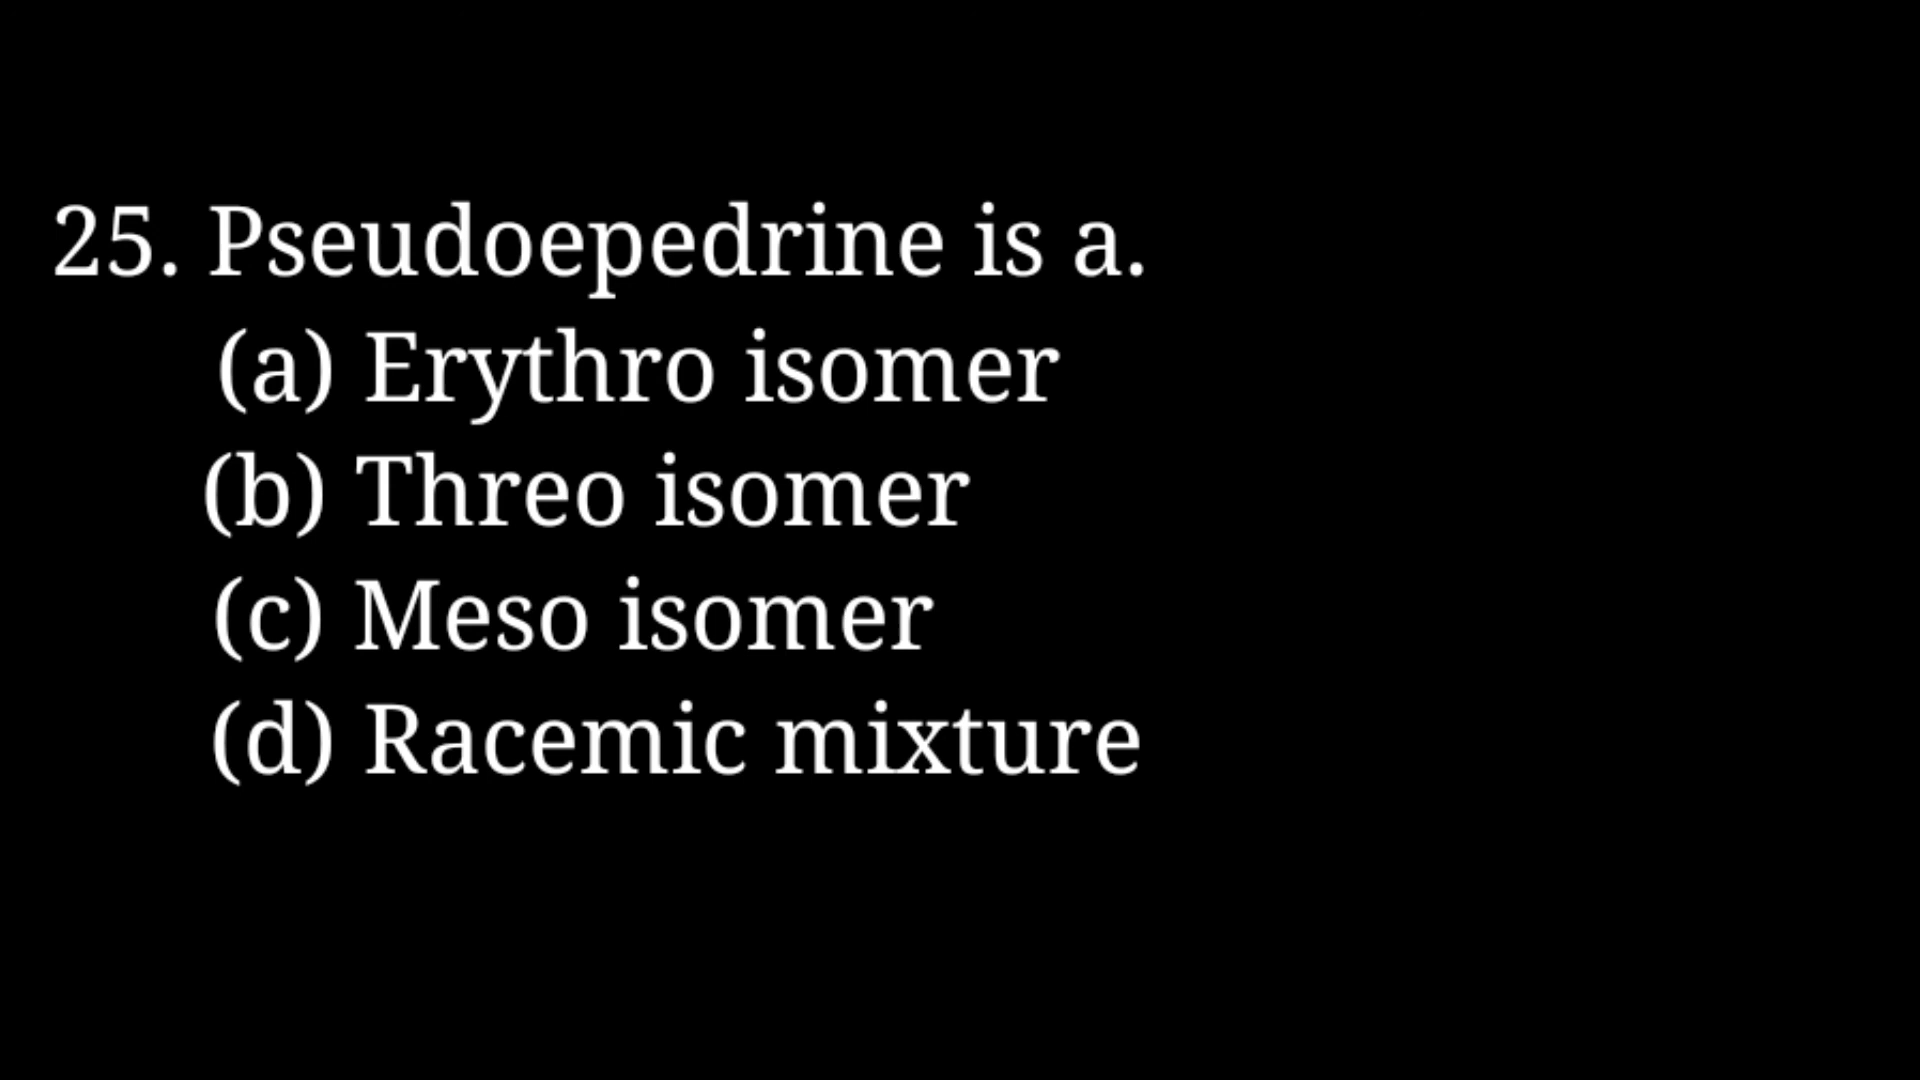 25. Pseudoepedrine is a.
(a) Erythro isomer
(b) Threo isomer
(c) Meso isomer
(d) Racemic mixture